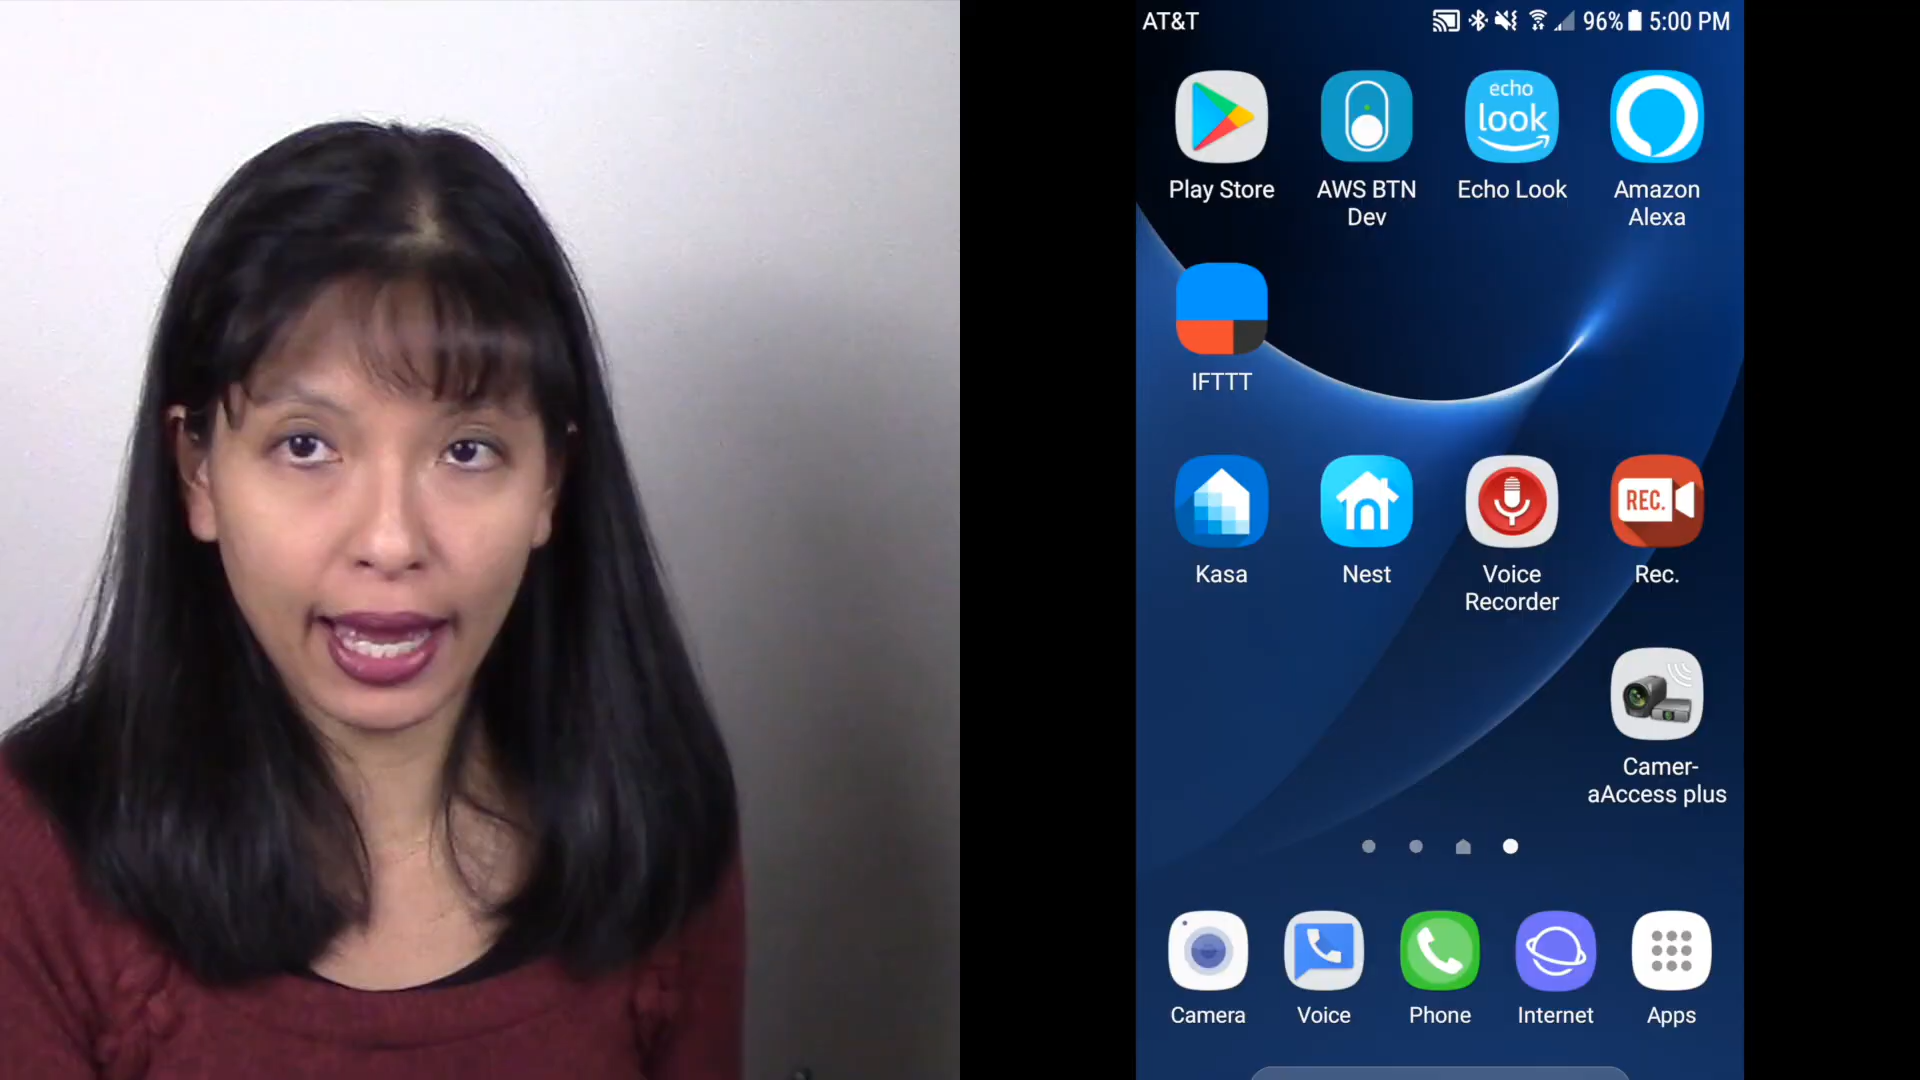 AT&T 96% 5:00 PM
echo
look
Play Store AWS BTN Echo Look Amazon
Dev Alexa
IFTTT
REC.
Kasa Nest Voice Rec.
Recorder
Camer-
aAccess plus
Camera Voice Phone Internet Apps